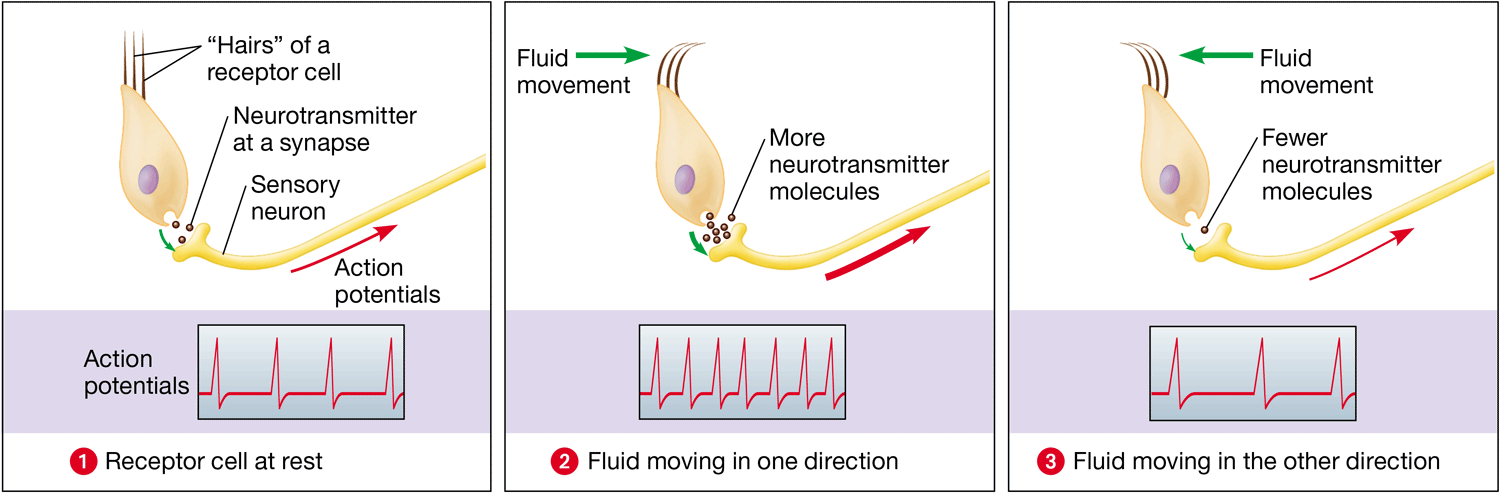 “Hairs” of a
receptor cell
Neurotransmitter
at a synapse
Sensory
neuron
Action
potentials
Action
potentials
1 Receptor cell at rest
Fluid
movement
More
neurotransmitter
molecules
2 Fluid moving in one direction
Fluid
movement
Fewer
neurotransmitter
molecules
3 Fluid moving in the other direction